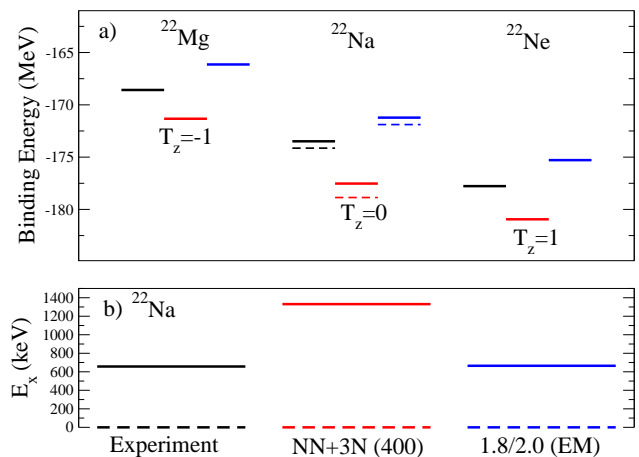 a) ²²Mg ²²Na ²²Ne
Binding Energy (MeV)
-165
-170
-175
-180
T_z=-1
T_z=0
T_z=1
b) ²²Na
E_x (keV)
1400
1200
1000
800
600
400
200
0
Experiment NN+3N (400) 1.8/2.0 (EM)